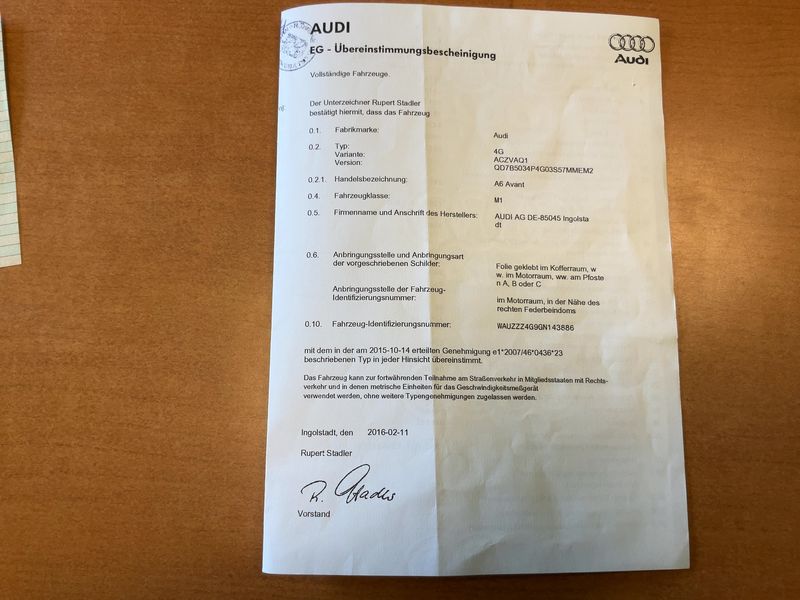 AUDI
EG - Übereinstimmungsbescheinigung
Audi
Vollständige Fahrzeuge.
Der Unterzeichner Rupert Stadler
bestätigt hiermit, dass das Fahrzeug
0.1. Fabrikmarke: Audi
0.2. Typ: 4G
Variante: ACZVAQ1
Version: QD7B5034P4G03S57MMEM2
0.2.1. Handelsbezeichnung: A6 Avant
0.4. Fahrzeugklasse: M1
0.5. Firmenname und Anschrift des Herstellers: AUDI AG DE-85045 Ingolsta
dt
0.6. Anbringungsstelle und Anbringungsart
der vorgeschriebenen Schilder: Folie geklebt im Kofferraum, w
w. im Motorraum, ww. am Pfoste
n A, B oder C
Anbringungsstelle der Fahrzeug-
Identifizierungsnummer: im Motorraum, in der Nähe des
rechten Federbeindoms
0.10. Fahrzeug-Identifizierungsnummer: WAUZZZ4G9GN143886
mit dem in der am 2015-10-14 erteilten Genehmigung e1*2007/46*0436*23
beschriebenen Typ in jeder Hinsicht übereinstimmt.
Das Fahrzeug kann zur fortwährenden Teilnahme am Straßenverkehr in Mitgliedsstaaten mit Rechts-
verkehr und in denen metrische Einheiten für das Geschwindigkeitsmeßgerät
verwendet werden, ohne weitere Typengenehmigungen zugelassen werden.
Ingolstadt, den 2016-02-11
Rupert Stadler
R. Stadler
Vorstand